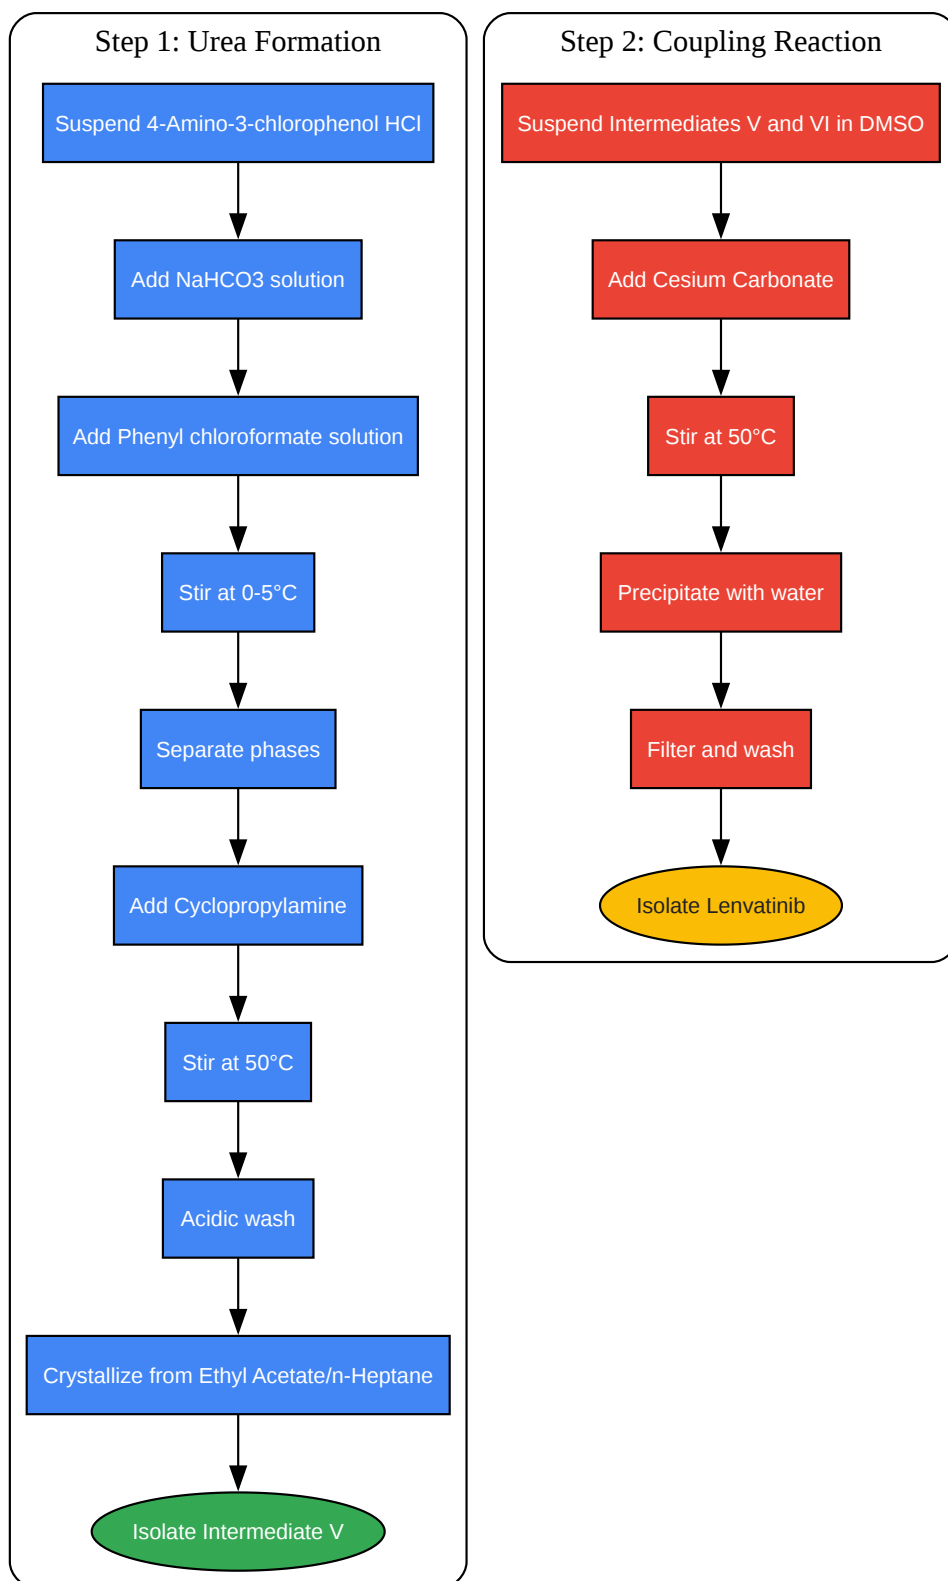 Step 1: Urea Formation
Suspend 4-Amino-3-chlorophenol HCl
Add NaHCO3 solution
Add Phenyl chloroformate solution
Stir at 0-5°C
Separate phases
Add Cyclopropylamine
Stir at 50°C
Acidic wash
Crystallize from Ethyl Acetate/n-Heptane
Isolate Intermediate V
Step 2: Coupling Reaction
Suspend Intermediates V and VI in DMSO
Add Cesium Carbonate
Stir at 50°C
Precipitate with water
Filter and wash
Isolate Lenvatinib